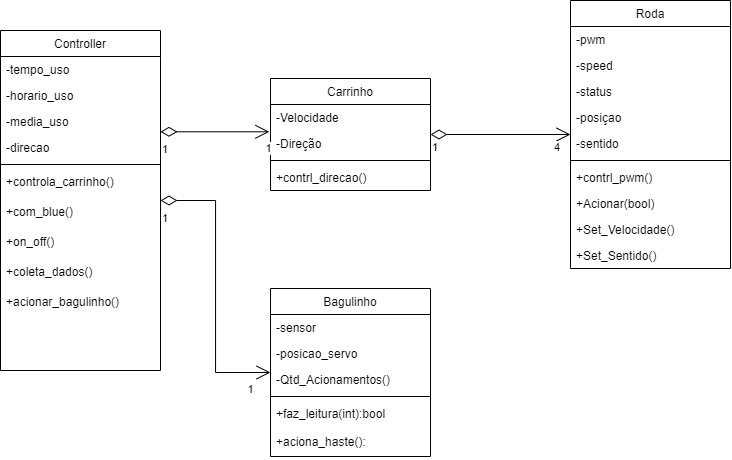 Controller
-tempo_uso
-horario_uso
-media_uso
-direcao
+controla_carrinho()
+com_blue()
+on_off()
+coleta_dados()
+acionar_bagulinho()
1
1
Carrinho
-Velocidade
-Direção
+contrl_direcao()
1
1
4
Roda
-pwm
-speed
-status
-posiçao
-sentido
+contrl_pwm()
+Acionar(bool)
+Set_Velocidade()
+Set_Sentido()
Bagulinho
-sensor
-posicao_servo
-Qtd_Acionamentos()
+faz_leitura(int):bool
+aciona_haste():
1